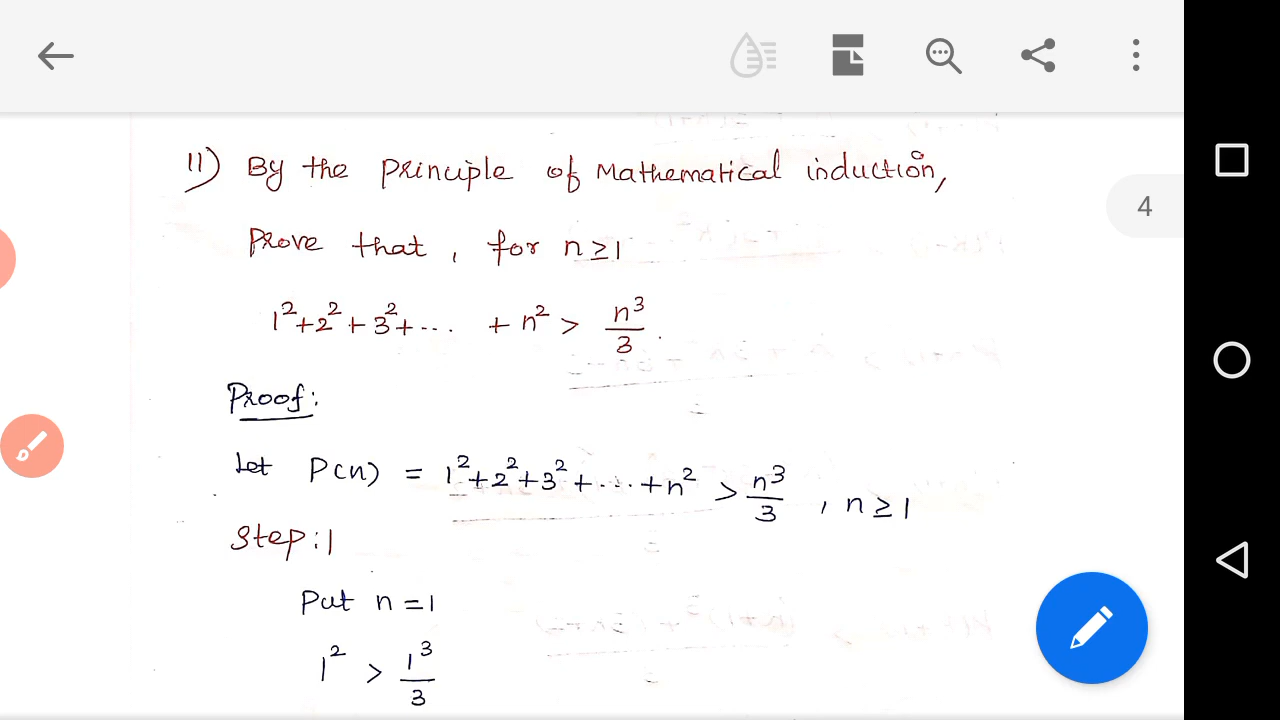 4
11) By the principle of Mathematical induction,
Prove that, for n ≥ 1
1² + 2² + 3² + ... + n² > n³/3.
Proof:
Let P(n) = 1² + 2² + 3² + ... + n² > n³/3, n ≥ 1
Step:1
Put n = 1
1² > 1³/3